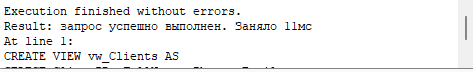 Execution finished without errors.
Result: запрос успешно выполнен. Заняло 11мс
At line 1:
CREATE VIEW vw_Clients AS